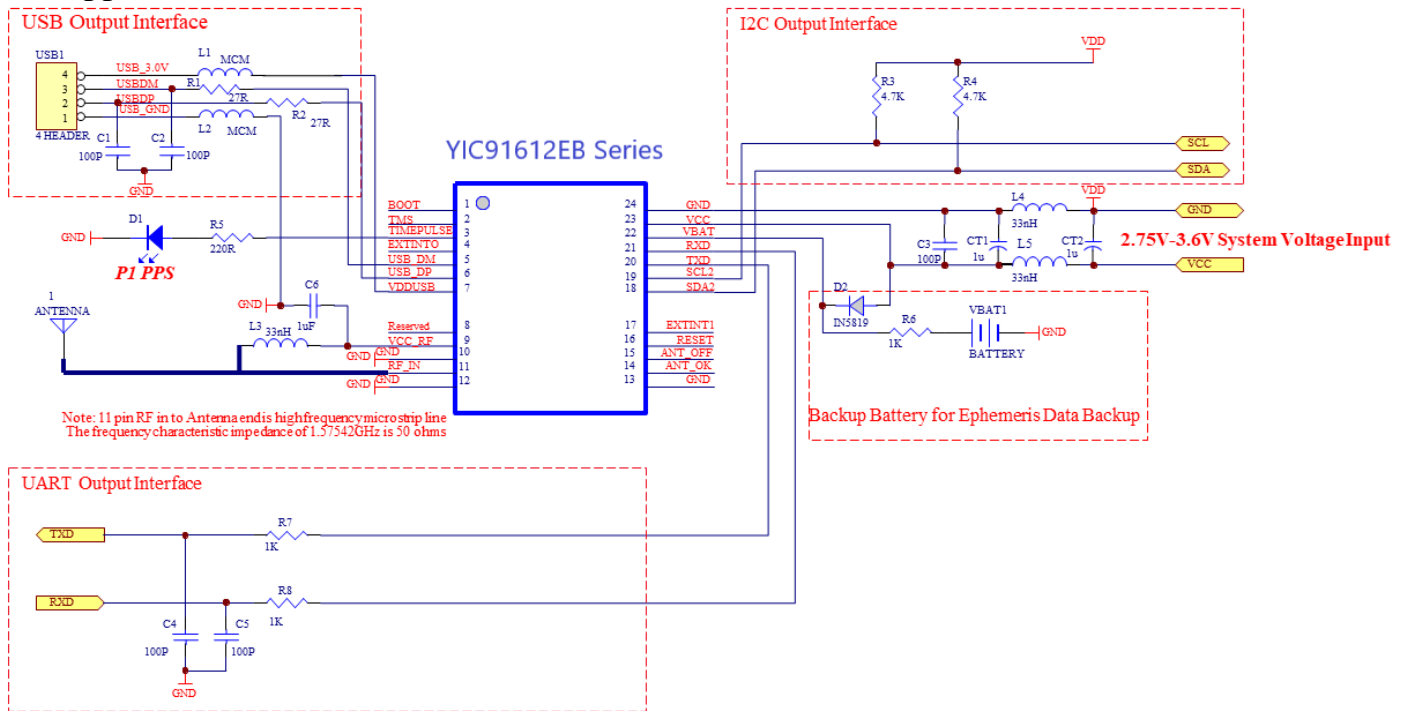 USB Output Interface
USB1
4
3
2
1
4 HEADER
USB_3.0V
USBDM
USBDP
USB_GND
L1
MCM
R1
27R
R2
27R
L2
MCM
C1
100P
C2
100P
GND
I2C Output Interface
VDD
R3
4.7K
R4
4.7K
SCL
SDA
YIC91612EB Series
BOOT
TMS
TIMEPULSE
EXTINTO
USB_DM
USB_DP
VDDUSB
Reserved
VCC_RF
GND
RF_IN
GND
1
2
3
4
5
6
7
8
9
10
11
12
24
23
22
21
20
19
18
17
16
15
14
13
GND
VCC
VBAT
RXD
TXD
SCL2
SDA2
EXTINT1
RESET
ANT_OFF
ANT_OK
GND
GND
D1
R5
220R
P1 PPS
1
ANTENNA
GND
C6
1uF
L3
33nH
GND
GND
VDD
L4
33nH
C3
100P
CT1
1u
L5
33nH
CT2
1u
GND
VCC
2.75V-3.6V System Voltage Input
D2
IN5819
R6
1K
VBAT1
BATTERY
GND
Backup Battery for Ephemeris Data Backup
Note: 11 pin RF in to Antenna end is high frequency microstrip line
The frequency characteristic impedance of 1.57542GHz is 50 ohms
UART Output Interface
TXD
R7
1K
RXD
R8
1K
C4
100P
C5
100P
GND